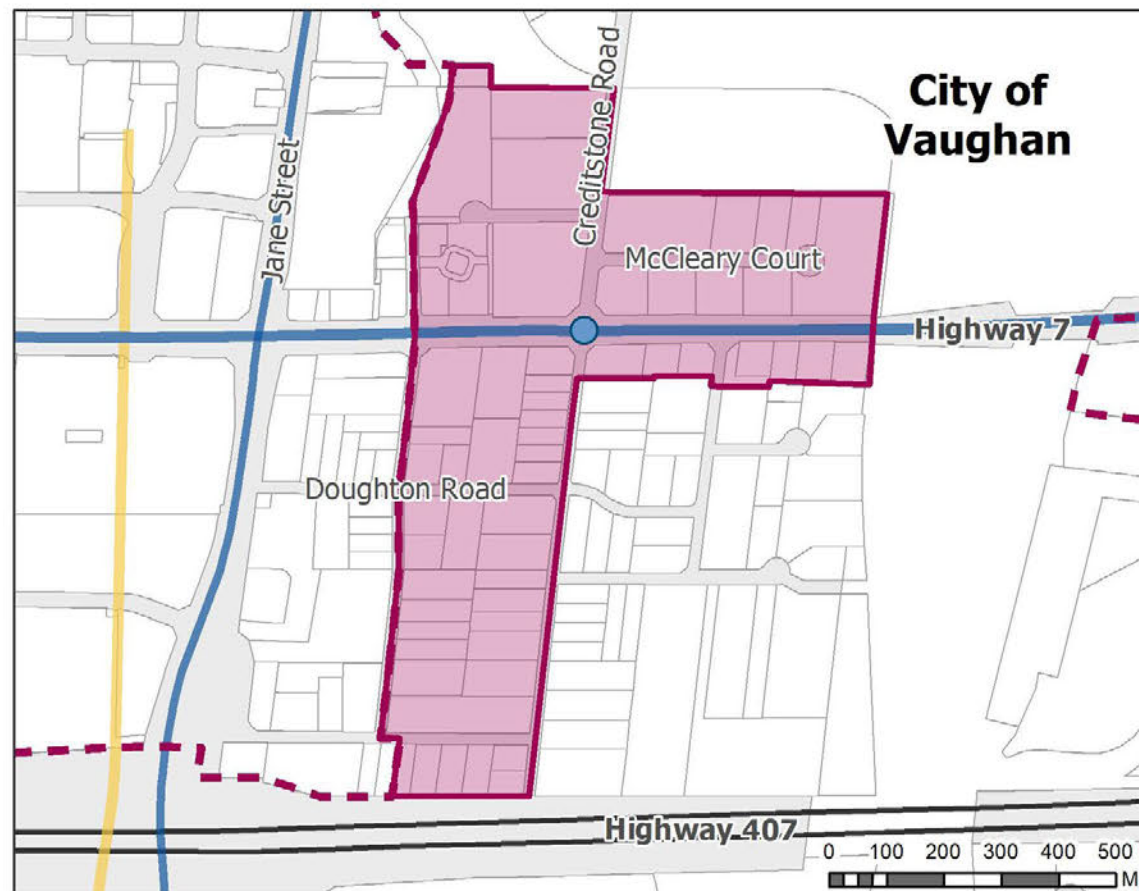 City of
Vaughan
Creditstone Road
Jane Street
McCleary Court
Highway 7
Doughton Road
Highway 407
0 100 200 300 400 500
M